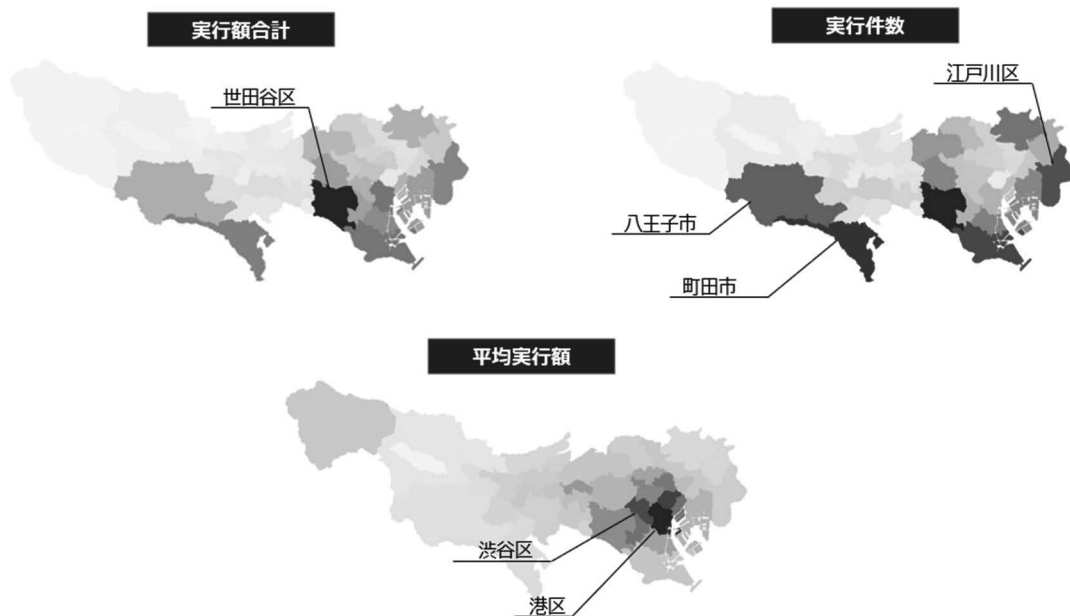 実行額合計
世田谷区
実行件数
江戸川区
八王子市
町田市
平均実行額
渋谷区
港区